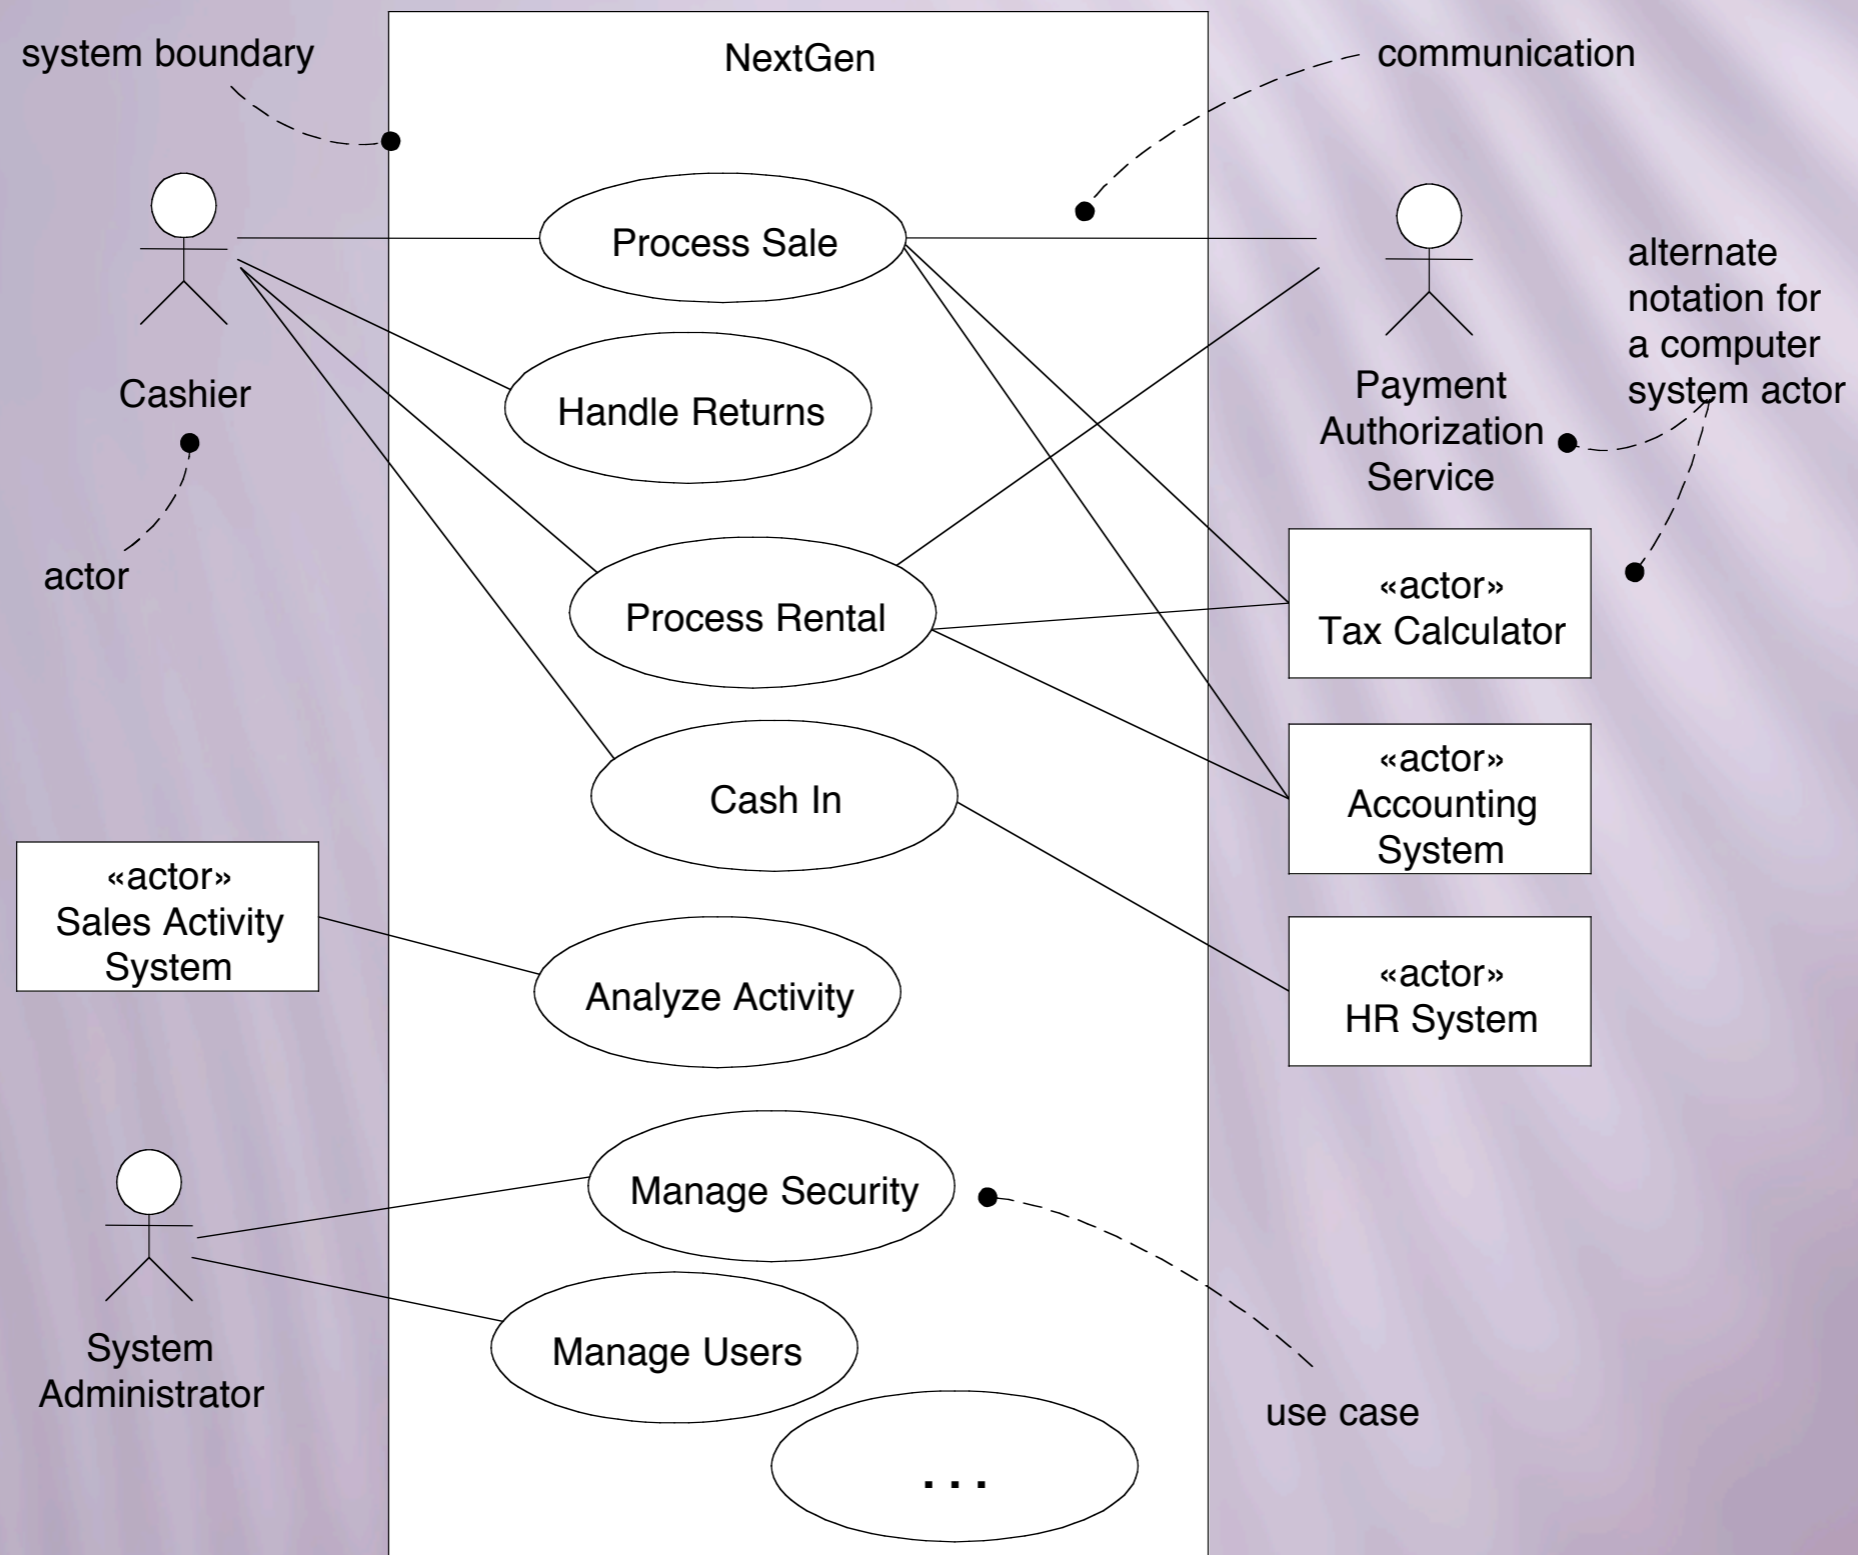 system boundary
NextGen
communication
Process Sale
alternate
notation for
a computer
system actor
Cashier
Handle Returns
Payment
Authorization
Service
actor
Process Rental
«actor»
Tax Calculator
Cash In
«actor»
Accounting
System
«actor»
Sales Activity
System
Analyze Activity
«actor»
HR System
Manage Security
System
Administrator
Manage Users
use case
. . .